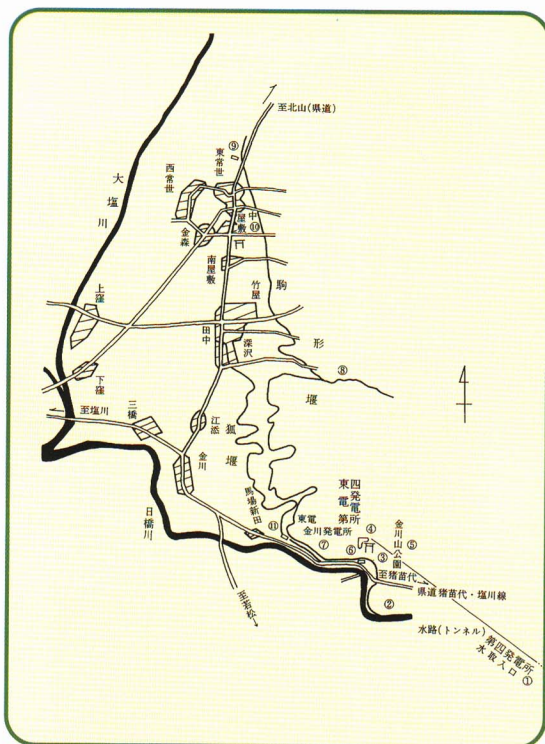 至北山(県道)
⑨
東常世
西常世
大塩川
中屋敷
⑩
金森
南屋敷
竹屋
駒形堰
上窪
田中
深沢
⑧
下窪
至塩川
三橋
江添
狐堰
金川
馬場新田
日橋川
東電
金川発電所
東電第四発電所
⑪
⑦
⑥
④
③
金川山公園
⑤
至猪苗代
県道猪苗代・塩川線
②
至若松
水路(トンネル)
第四発電所
水取入口①